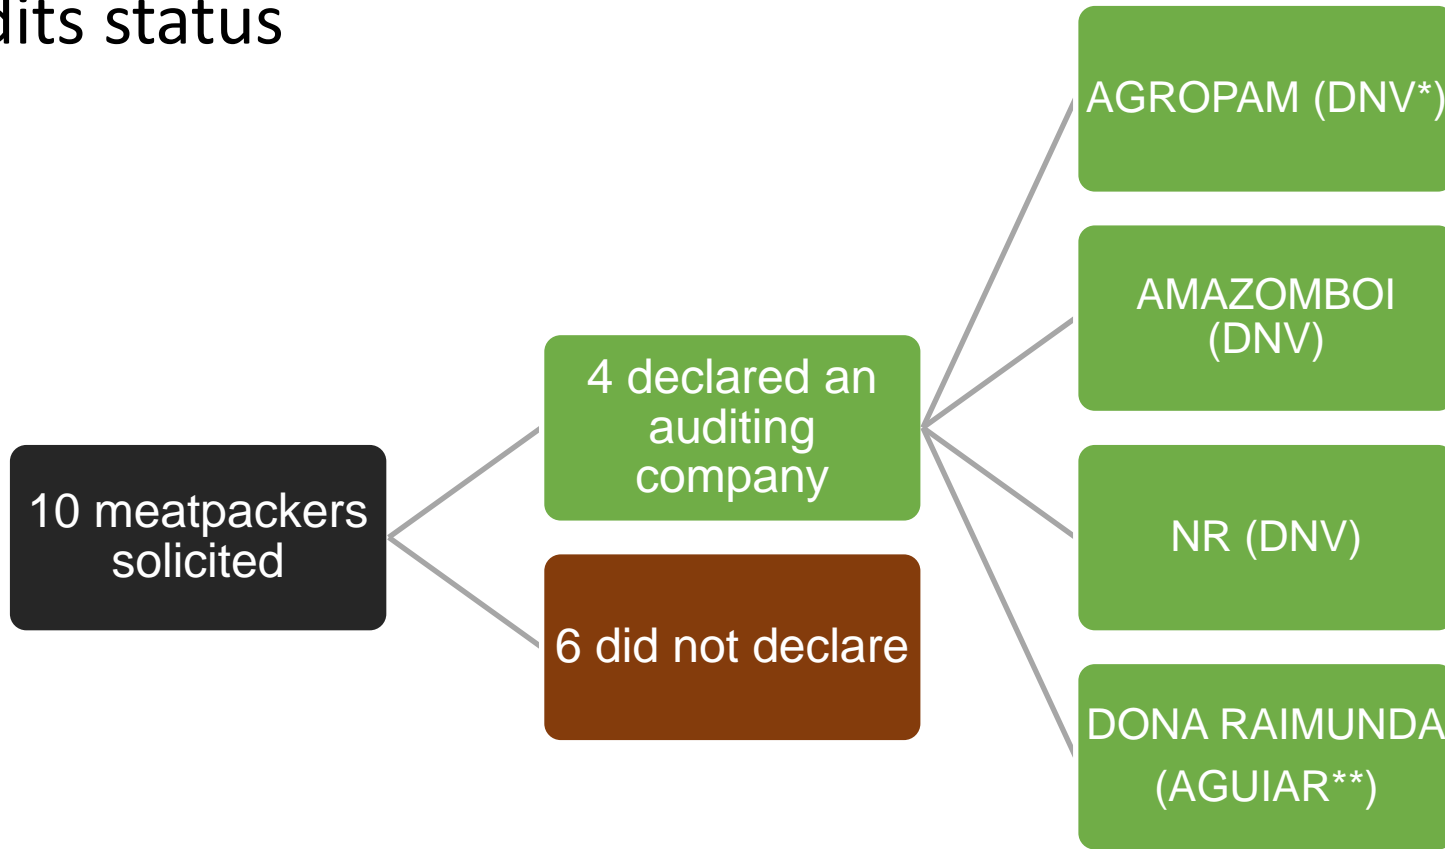 dits status
10 meatpackers
solicited
4 declared an
auditing
company
6 did not declare
AGROPAM (DNV*)
AMAZOMBOI
(DNV)
NR (DNV)
DONA RAIMUNDA
(AGUIAR**)